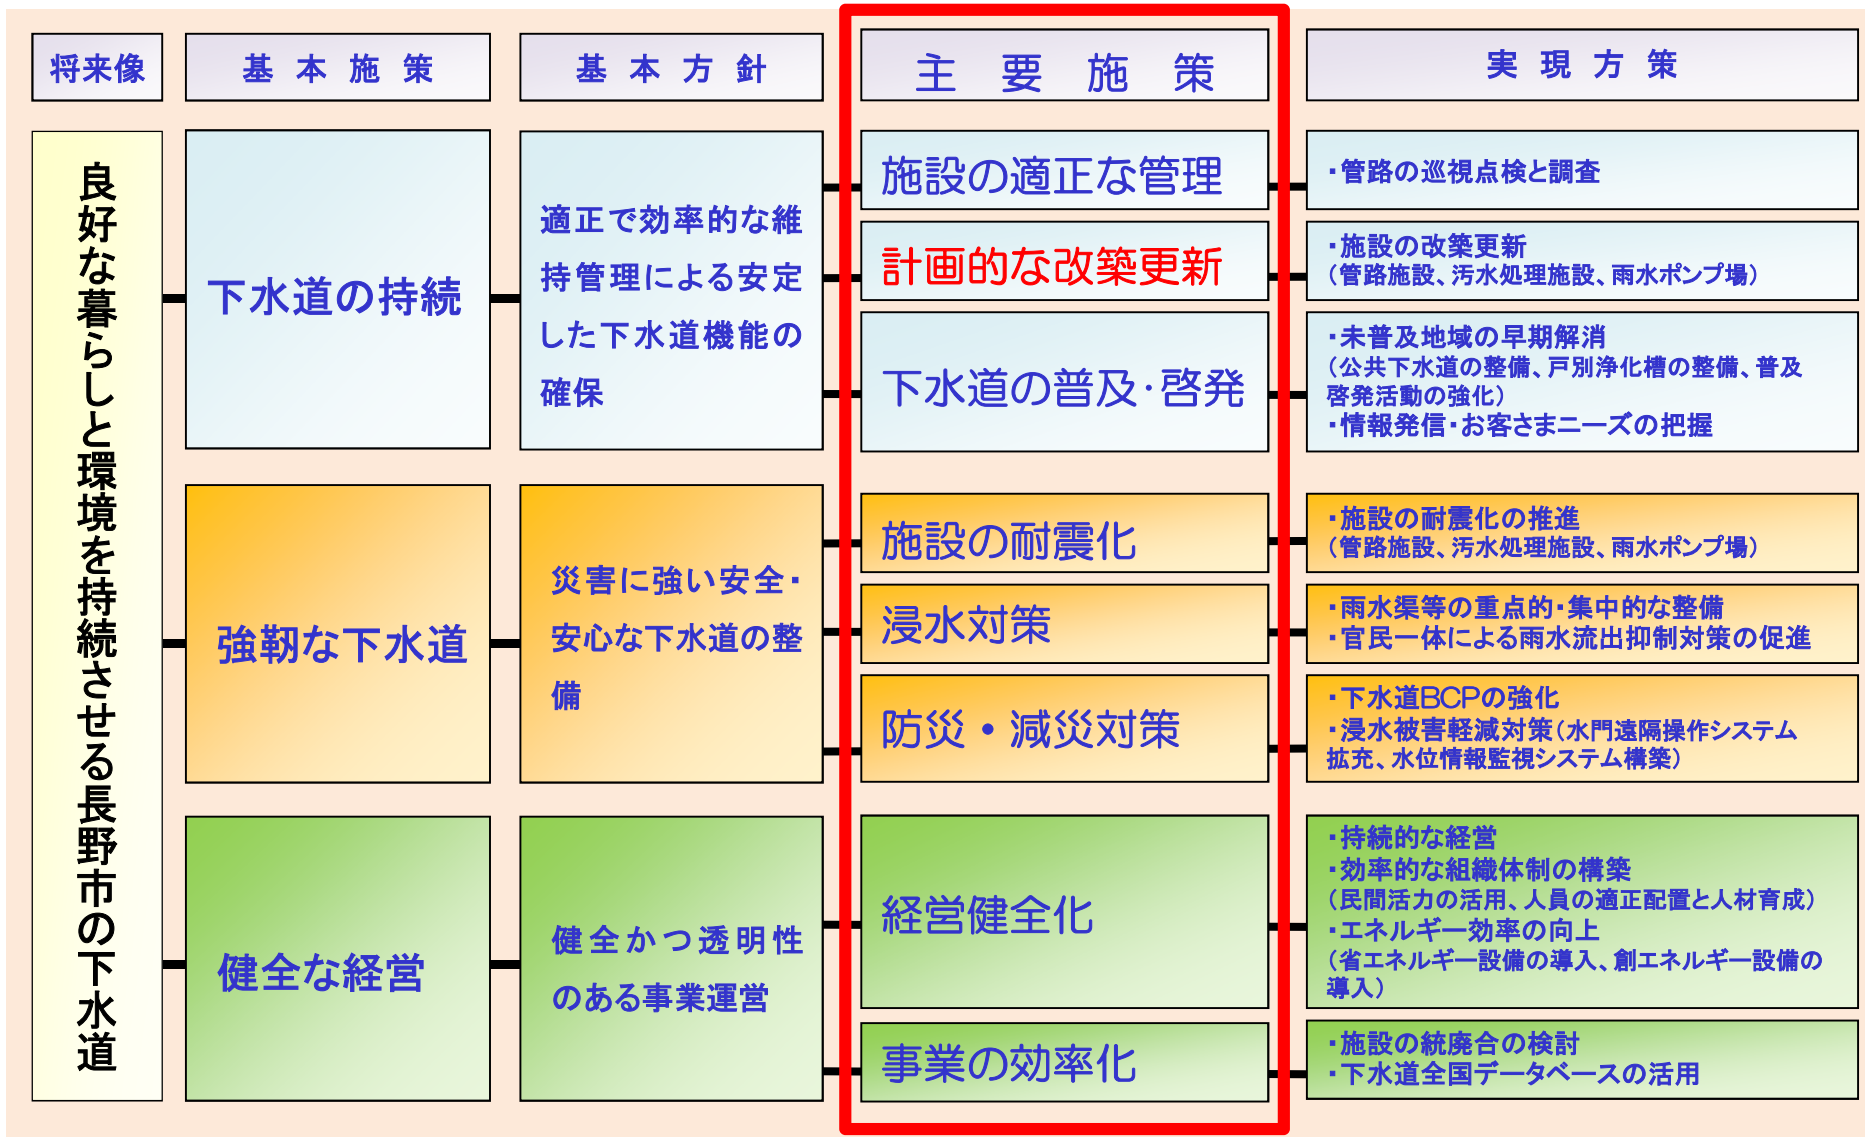 将来像
基本施策
基本方針
主要施策
実現方策
良好な暮らしと環境を持続させる長野市の下水道
下水道の持続
適正で効率的な維
持管理による安定
した下水道機能の
確保
施設の適正な管理
・管路の巡視点検と調査
計画的な改築更新
・施設の改築更新
（管路施設、汚水処理施設、雨水ポンプ場）
下水道の普及・啓発
・未普及地域の早期解消
（公共下水道の整備、戸別浄化槽の整備、普及
啓発活動の強化）
・情報発信・お客さまニーズの把握
強靭な下水道
災害に強い安全・
安心な下水道の整
備
施設の耐震化
・施設の耐震化の推進
（管路施設、汚水処理施設、雨水ポンプ場）
浸水対策
・雨水渠等の重点的・集中的な整備
・官民一体による雨水流出抑制対策の促進
防災・減災対策
・下水道BCPの強化
・浸水被害軽減対策（水門遠隔操作システム
拡充、水位情報監視システム構築）
健全な経営
健全かつ透明性
のある事業運営
経営健全化
・持続的な経営
・効率的な組織体制の構築
（民間活力の活用、人員の適正配置と人材育成）
・エネルギー効率の向上
（省エネルギー設備の導入、創エネルギー設備の
導入）
事業の効率化
・施設の統廃合の検討
・下水道全国データベースの活用